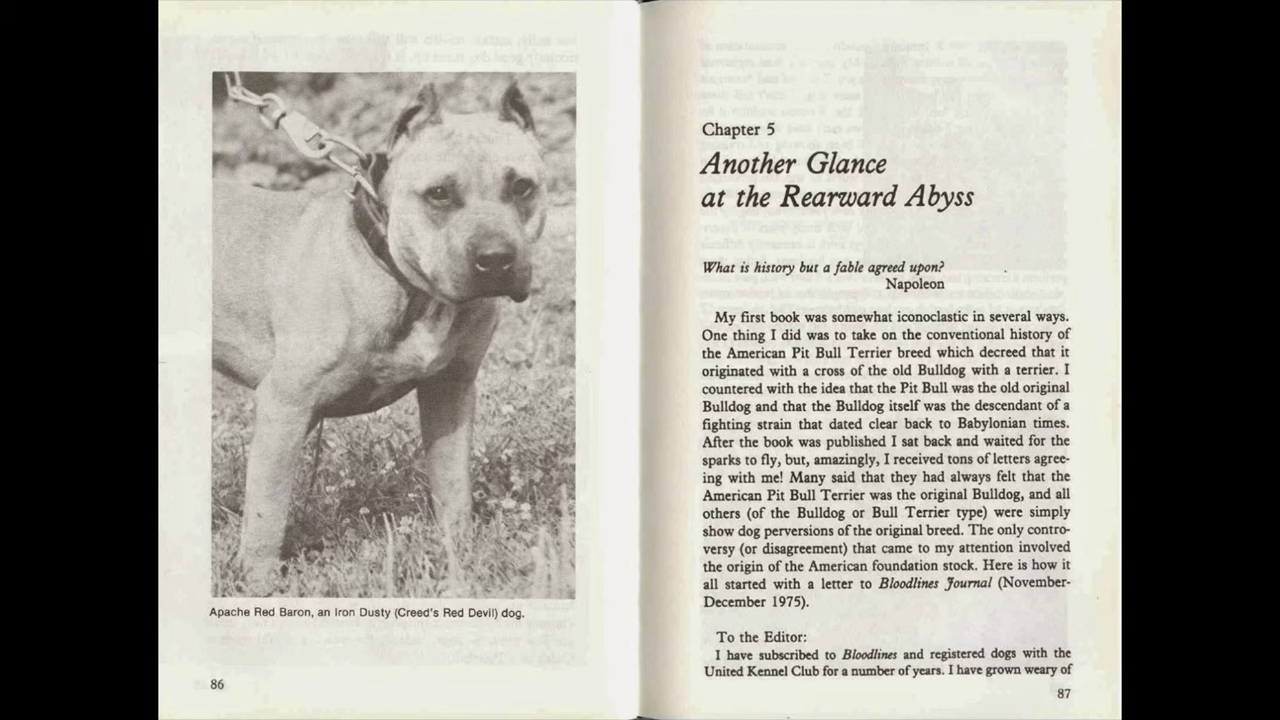 Apache Red Baron, an Iron Dusty (Creed's Red Devil) dog.
86
Chapter 5
Another Glance
at the Rearward Abyss
What is history but a fable agreed upon?
Napoleon
My first book was somewhat iconoclastic in several ways.
One thing I did was to take on the conventional history of
the American Pit Bull Terrier breed which decreed that it
originated with a cross of the old Bulldog with a terrier. I
countered with the idea that the Pit Bull was the old original
Bulldog and that the Bulldog itself was the descendant of a
fighting strain that dated clear back to Babylonian times.
After the book was published I sat back and waited for the
sparks to fly, but, amazingly, I received tons of letters agree-
ing with me! Many said that they had always felt that the
American Pit Bull Terrier was the original Bulldog, and all
others (of the Bulldog or Bull Terrier type) were simply
show dog perversions of the original breed. The only contro-
versy (or disagreement) that came to my attention involved
the origin of the American foundation stock. Here is how it
all started with a letter to Bloodlines Journal (November-
December 1975).
To the Editor:
I have subscribed to Bloodlines and registered dogs with the
United Kennel Club for a number of years. I have grown weary of
87